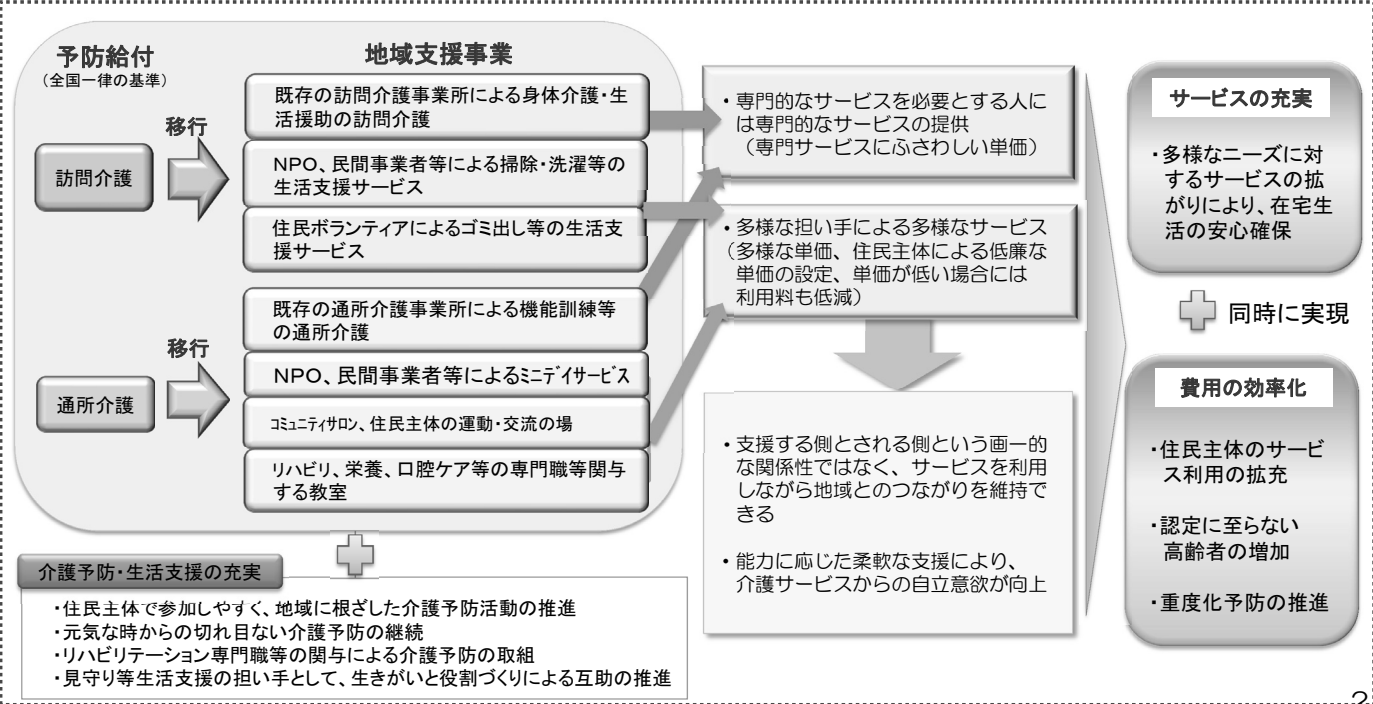 予防給付
(全国一律の基準)
地域支援事業
移行
訪問介護
既存の訪問介護事業所による身体介護・生
活援助の訪問介護
NPO、民間事業者等による掃除・洗濯等の
生活支援サービス
住民ボランティアによるゴミ出し等の生活支
援サービス
移行
通所介護
既存の通所介護事業所による機能訓練等
の通所介護
NPO、民間事業者等によるミニデイサービス
コミュニティサロン、住民主体の運動・交流の場
リハビリ、栄養、口腔ケア等の専門職等関与
する教室
介護予防・生活支援の充実
・住民主体で参加しやすく、地域に根ざした介護予防活動の推進
・元気な時からの切れ目ない介護予防の継続
・リハビリテーション専門職等の関与による介護予防の取組
・見守り等生活支援の担い手として、生きがいと役割づくりによる互助の推進
・専門的なサービスを必要とする人に
は専門的なサービスの提供
(専門サービスにふさわしい単価)
・多様な担い手による多様なサービス
(多様な単価、住民主体による低廉な
単価の設定、単価が低い場合には
利用料も低減)
・支援する側とされる側という画一的
な関係性ではなく、サービスを利用
しながら地域とのつながりを維持で
きる
・能力に応じた柔軟な支援により、
介護サービスからの自立意欲が向上
サービスの充実
・多様なニーズに対
するサービスの拡
がりにより、在宅生
活の安心確保
同時に実現
費用の効率化
・住民主体のサービ
ス利用の拡充
・認定に至らない
高齢者の増加
・重度化予防の推進
2